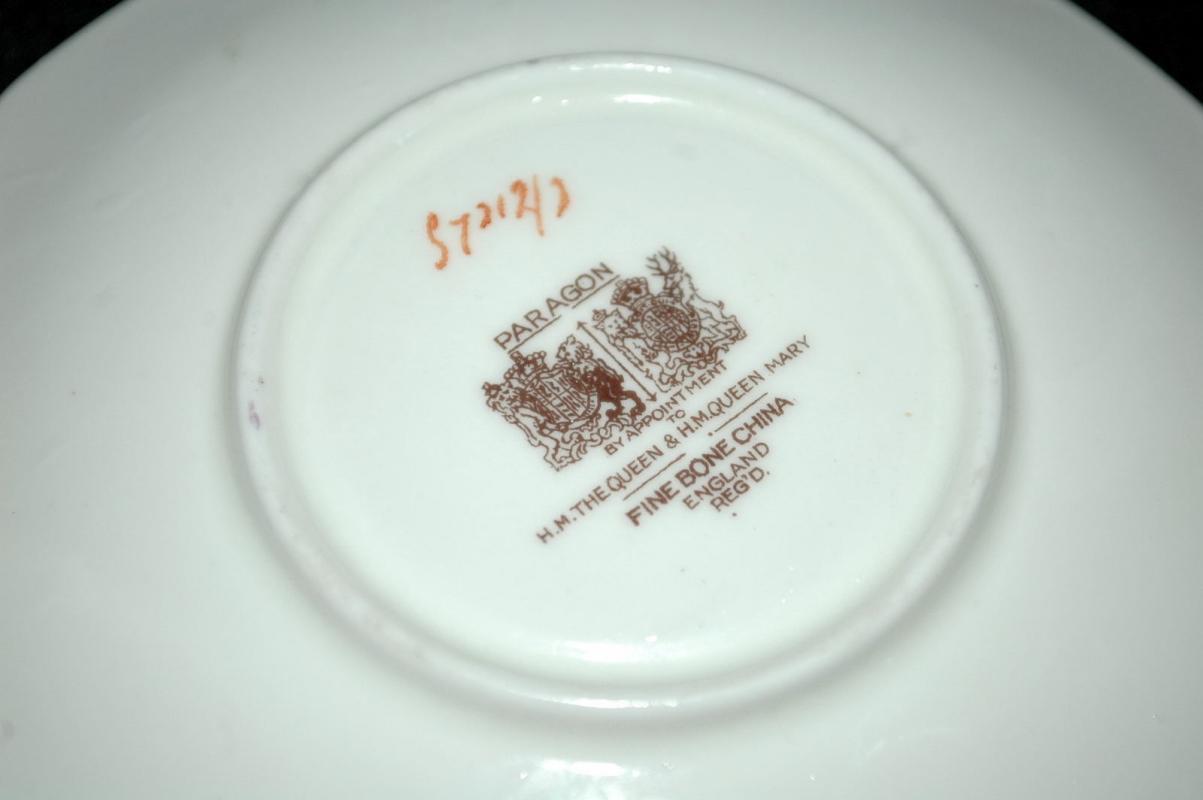 PARAGON
BY APPOINTMENT
TO
H.M. THE QUEEN & H.M. QUEEN MARY
FINE BONE CHINA
ENGLAND
REG'D.